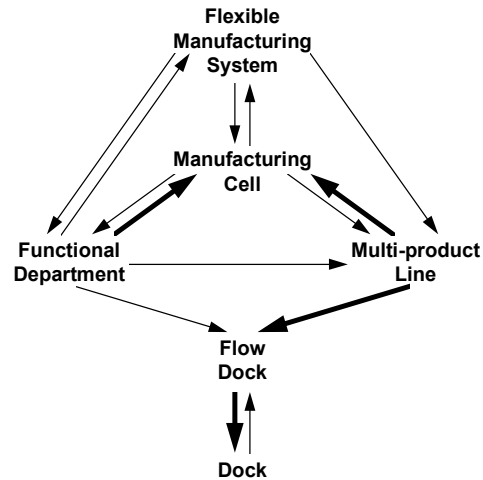 Flexible
Manufacturing
System
Manufacturing
Cell
Functional
Department
Multi-product
Line
Flow
Dock
Dock